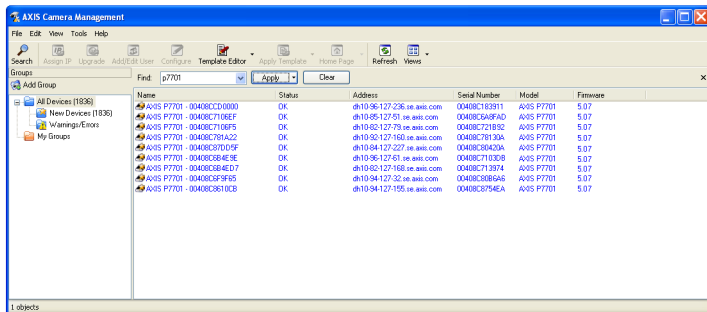 AXIS Camera Management
File Edit View Tools Help
Search Assign IP Upgrade Add/Edit User Configure Template Editor Apply Template Home Page Refresh Views
Groups
Add Group
All Devices (1836)
New Devices (1836)
Warnings/Errors
My Groups
Find: p7701 Apply Clear
Name Status Address Serial Number Model Firmware
AXIS P7701 - 00408CCD0000 OK dh10-96-127-236.se.axis.com 00408C183911 AXIS P7701 5.07
AXIS P7701 - 00408C7106EF OK dh10-85-127-51.se.axis.com 00408C6A8FAD AXIS P7701 5.07
AXIS P7701 - 00408C7106F5 OK dh10-82-127-79.se.axis.com 00408C721B92 AXIS P7701 5.07
AXIS P7701 - 00408C781A22 OK dh10-92-127-160.se.axis.com 00408C78130A AXIS P7701 5.07
AXIS P7701 - 00408C87DD5F OK dh10-84-127-227.se.axis.com 00408C80420A AXIS P7701 5.07
AXIS P7701 - 00408C6B4E9E OK dh10-96-127-61.se.axis.com 00408C7103DB AXIS P7701 5.07
AXIS P7701 - 00408C6B4ED7 OK dh10-82-127-168.se.axis.com 00408C713974 AXIS P7701 5.07
AXIS P7701 - 00408C6F9F65 OK dh10-94-127-32.se.axis.com 00408C80B6A6 AXIS P7701 5.07
AXIS P7701 - 00408C8610CB OK dh10-94-127-155.se.axis.com 00408C8754EA AXIS P7701 5.07
1 objects